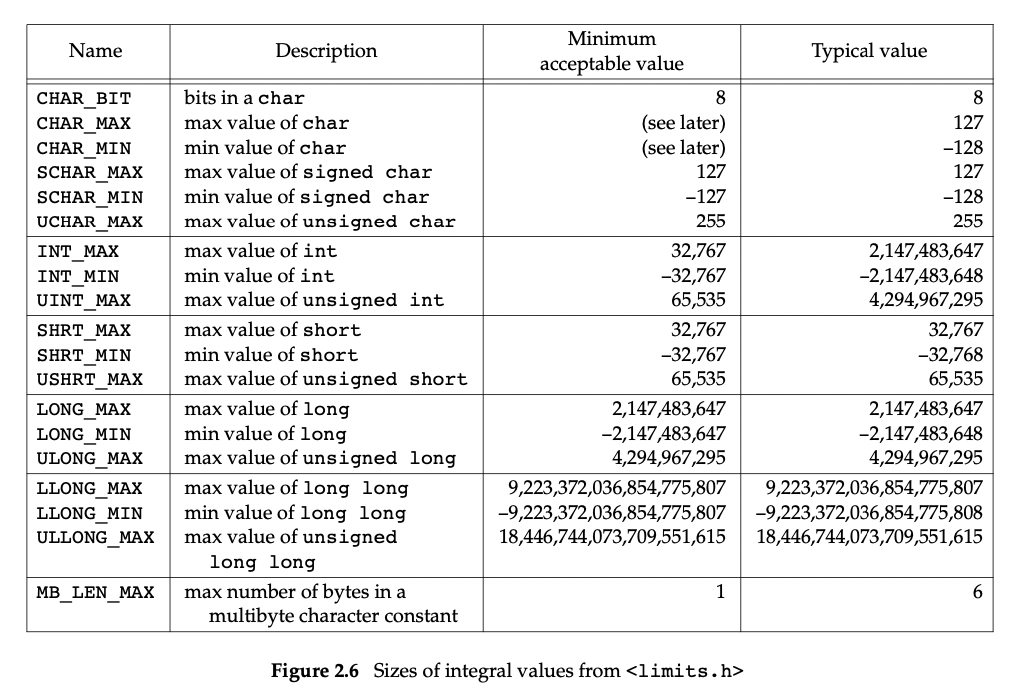 Name Description Minimum acceptable value Typical value
CHAR_BIT bits in a char 8 8
CHAR_MAX max value of char (see later) 127
CHAR_MIN min value of char (see later) –128
SCHAR_MAX max value of signed char 127 127
SCHAR_MIN min value of signed char –127 –128
UCHAR_MAX max value of unsigned char 255 255
INT_MAX max value of int 32,767 2,147,483,647
INT_MIN min value of int –32,767 –2,147,483,648
UINT_MAX max value of unsigned int 65,535 4,294,967,295
SHRT_MAX max value of short 32,767 32,767
SHRT_MIN min value of short –32,767 –32,768
USHRT_MAX max value of unsigned short 65,535 65,535
LONG_MAX max value of long 2,147,483,647 2,147,483,647
LONG_MIN min value of long –2,147,483,647 –2,147,483,648
ULONG_MAX max value of unsigned long 4,294,967,295 4,294,967,295
LLONG_MAX max value of long long 9,223,372,036,854,775,807 9,223,372,036,854,775,807
LLONG_MIN min value of long long –9,223,372,036,854,775,807 –9,223,372,036,854,775,808
ULLONG_MAX max value of unsigned 18,446,744,073,709,551,615 18,446,744,073,709,551,615
long long
MB_LEN_MAX max number of bytes in a 1 6
multibyte character constant
Figure 2.6 Sizes of integral values from <limits.h>